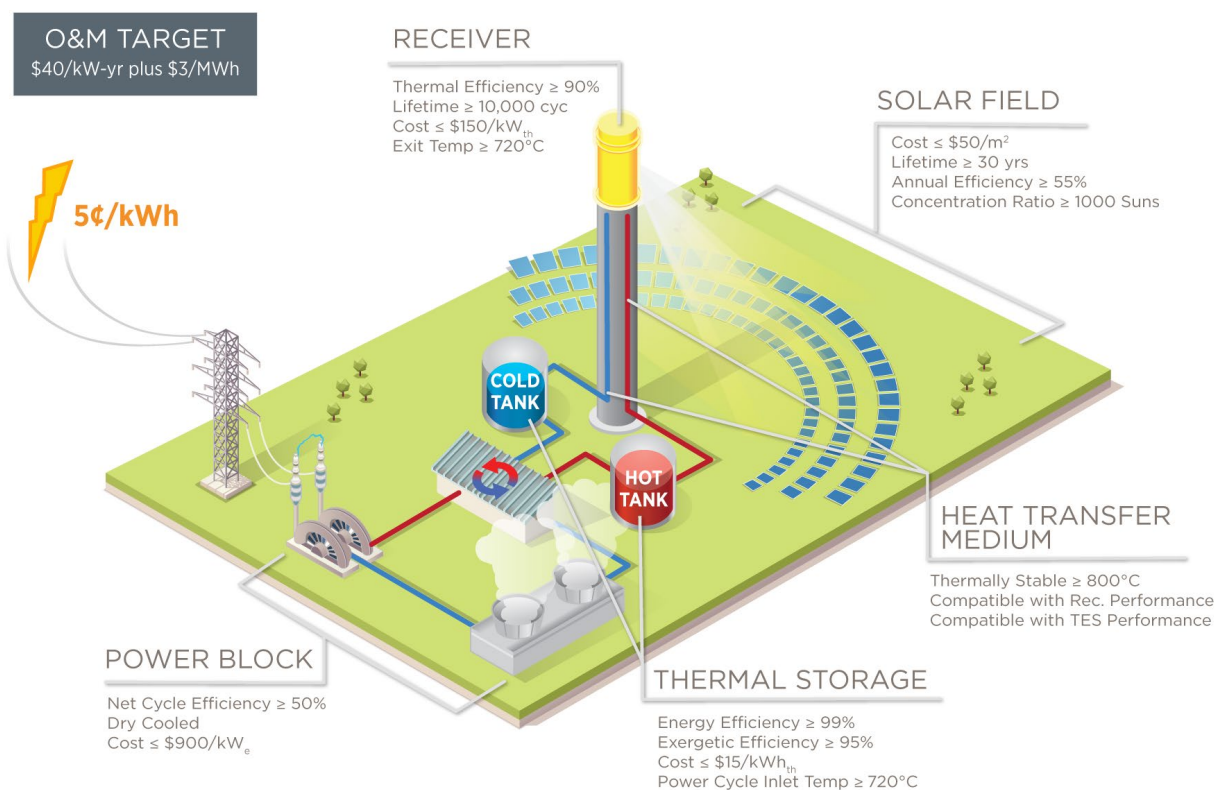 O&M TARGET
$40/kW-yr plus $3/MWh
RECEIVER
Thermal Efficiency ≥ 90%
Lifetime ≥ 10,000 cyc
Cost ≤ $150/kWth
Exit Temp ≥ 720°C
SOLAR FIELD
Cost ≤ $50/m²
Lifetime ≥ 30 yrs
Annual Efficiency ≥ 55%
Concentration Ratio ≥ 1000 Suns
5¢/kWh
COLD
TANK
HOT
TANK
HEAT TRANSFER
MEDIUM
Thermally Stable ≥ 800°C
Compatible with Rec. Performance
Compatible with TES Performance
POWER BLOCK
Net Cycle Efficiency ≥ 50%
Dry Cooled
Cost ≤ $900/kWe
THERMAL STORAGE
Energy Efficiency ≥ 99%
Exergetic Efficiency ≥ 95%
Cost ≤ $15/kWhth
Power Cycle Inlet Temp ≥ 720°C